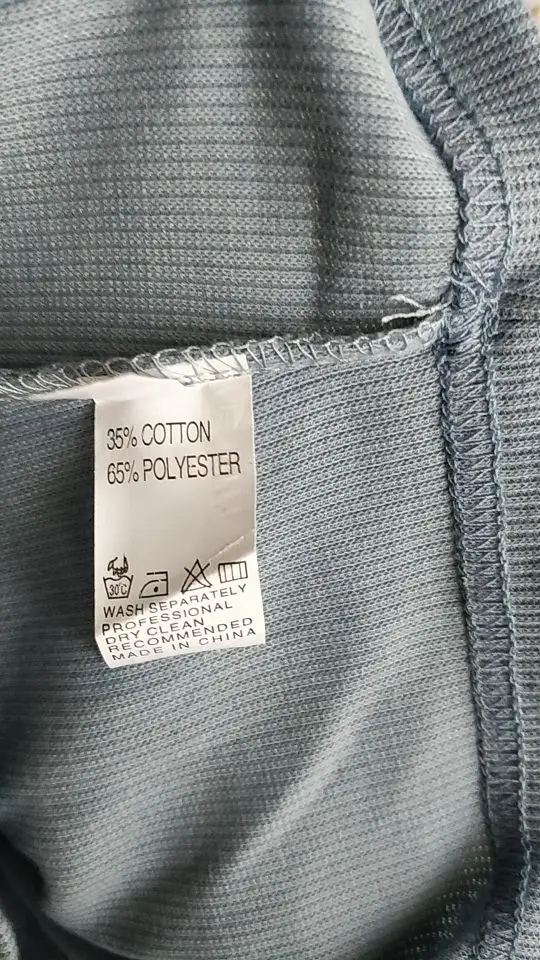 35% COTTON
65% POLYESTER
30°C
WASH SEPARATELY
PROFESSIONAL
DRY CLEAN
RECOMMENDED
MADE IN CHINA